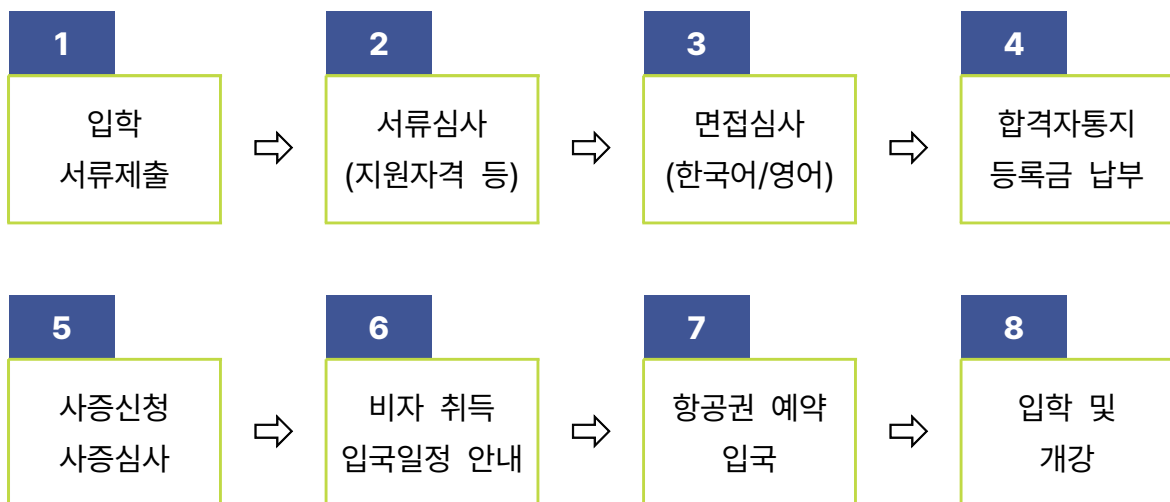 1
입학
서류제출
2
서류심사
(지원자격 등)
3
면접심사
(한국어/영어)
4
합격자통지
등록금 납부
5
사증신청
사증심사
6
비자 취득
입국일정 안내
7
항공권 예약
입국
8
입학 및
개강